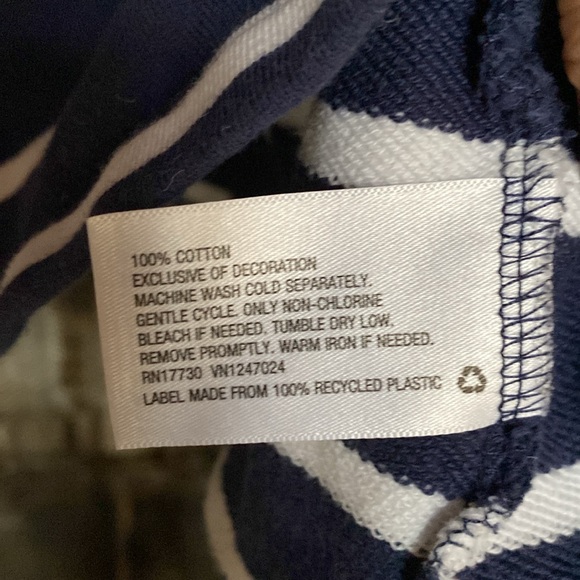 100% COTTON
EXCLUSIVE OF DECORATION
MACHINE WASH COLD SEPARATELY.
GENTLE CYCLE. ONLY NON-CHLORINE
BLEACH IF NEEDED. TUMBLE DRY LOW.
REMOVE PROMPTLY. WARM IRON IF NEEDED.
RN17730 VN1247024
LABEL MADE FROM 100% RECYCLED PLASTIC